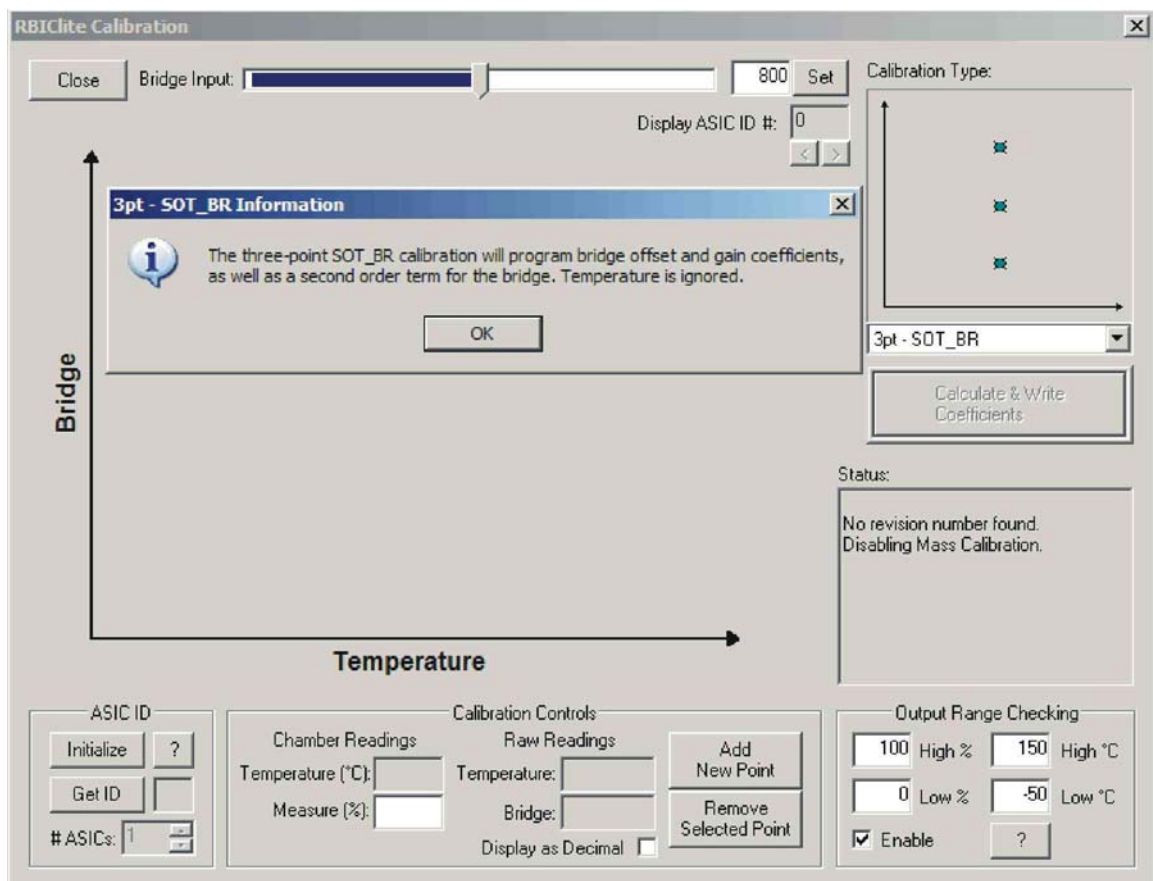 RBIClite Calibration
Close
Bridge Input:
800
Set
Calibration Type:
Display ASIC ID #:
0
<
>
3pt - SOT_BR Information
The three-point SOT_BR calibration will program bridge offset and gain coefficients,
as well as a second order term for the bridge. Temperature is ignored.
OK
3pt - SOT_BR
Calculate & Write
Coefficients
Bridge
Temperature
Status:
No revision number found.
Disabling Mass Calibration.
ASIC ID
Initialize
?
Get ID
# ASICs:
1
Calibration Controls
Chamber Readings
Temperature (°C):
Measure (%):
Raw Readings
Temperature:
Bridge:
Display as Decimal
Add
New Point
Remove
Selected Point
Output Range Checking
100 High %
150 High °C
0 Low %
-50 Low °C
Enable
?